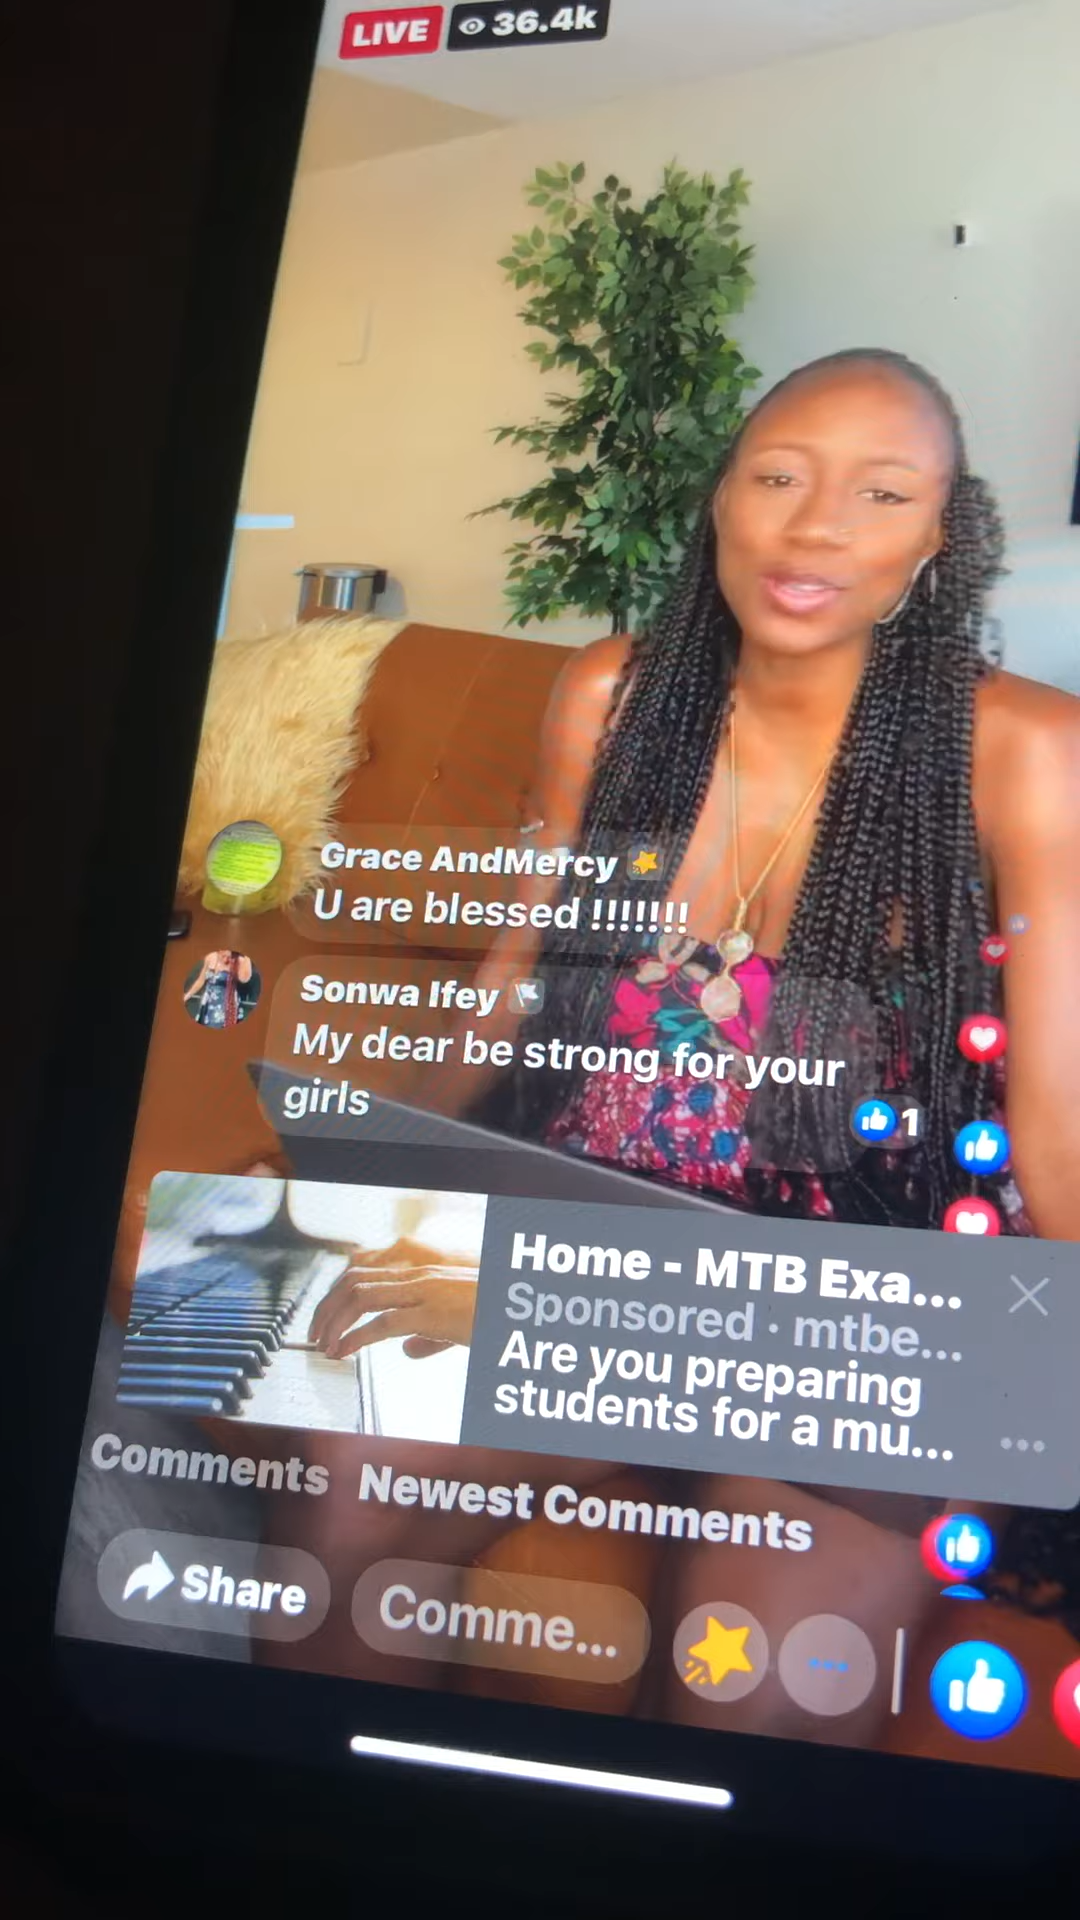 LIVE 36.4k
Grace AndMercy
U are blessed !!!!!!!
Sonwa Ifey
My dear be strong for your
girls
1
Home - MTB Exa...
Sponsored · mtbe...
Are you preparing
students for a mu...
Comments Newest Comments
Share Comme...